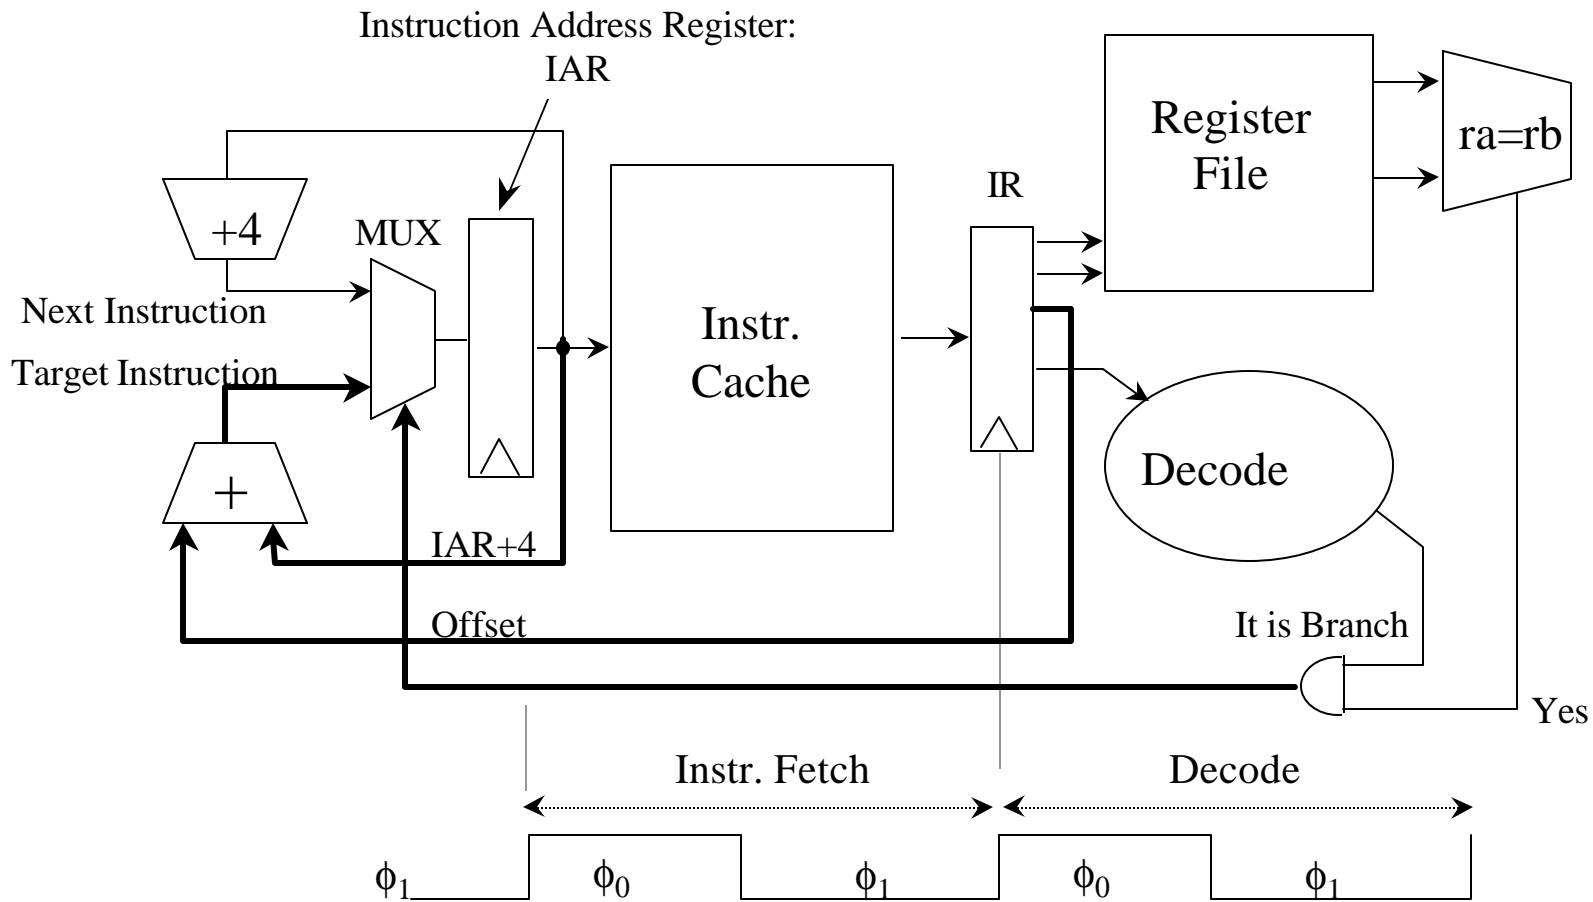 Instruction Address Register:
IAR
Register
File
ra=rb
IR
+4
MUX
Next Instruction
Target Instruction
Instr.
Cache
Decode
+
IAR+4
Offset
It is Branch
Yes
Instr. Fetch
Decode
ϕ1
ϕ0
ϕ1
ϕ0
ϕ1